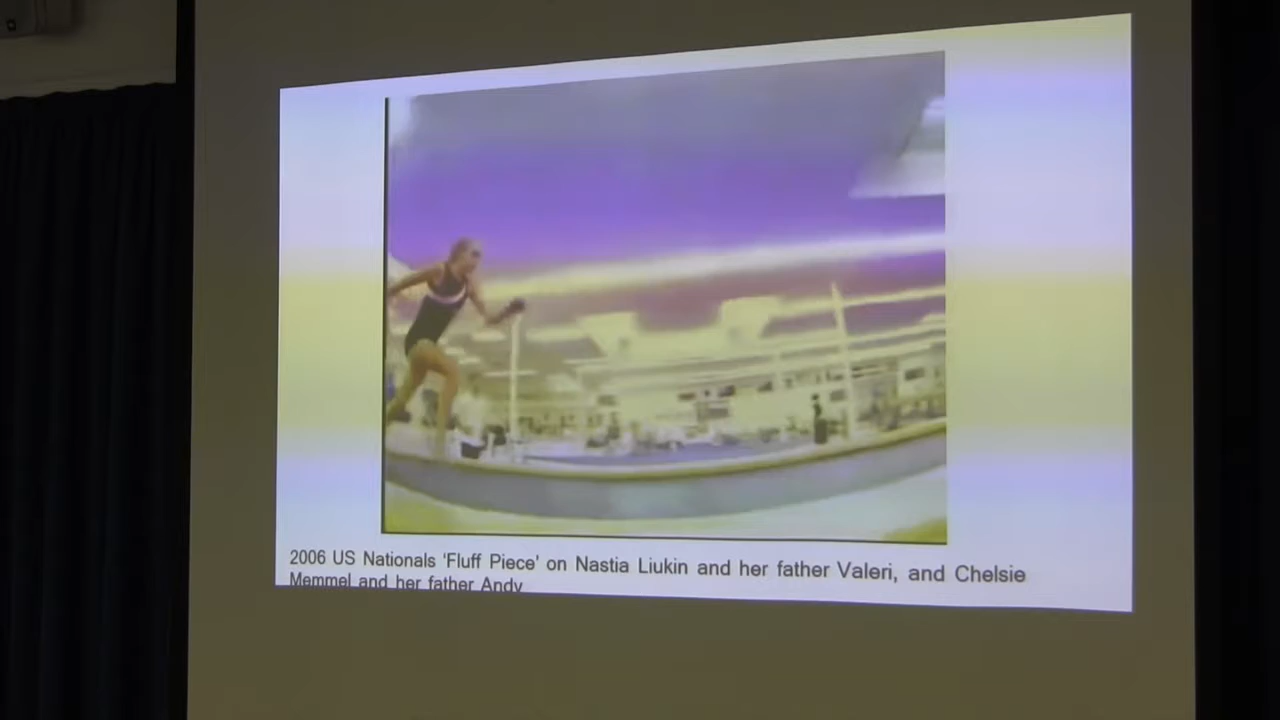 2006 US Nationals 'Fluff Piece' on Nastia Liukin and her father Valeri, and Chelsie
Memmel and her father Andy